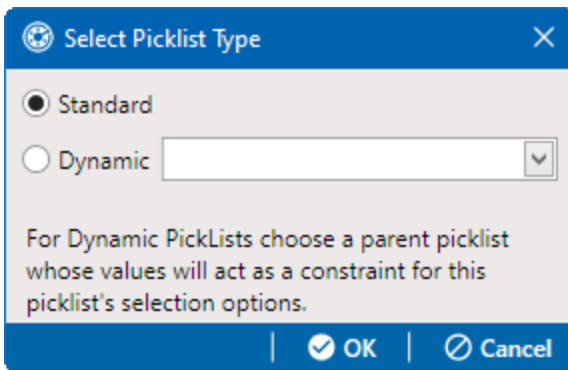 Select Picklist Type
Standard
Dynamic
For Dynamic PickLists choose a parent picklist
whose values will act as a constraint for this
picklist's selection options.
OK
Cancel